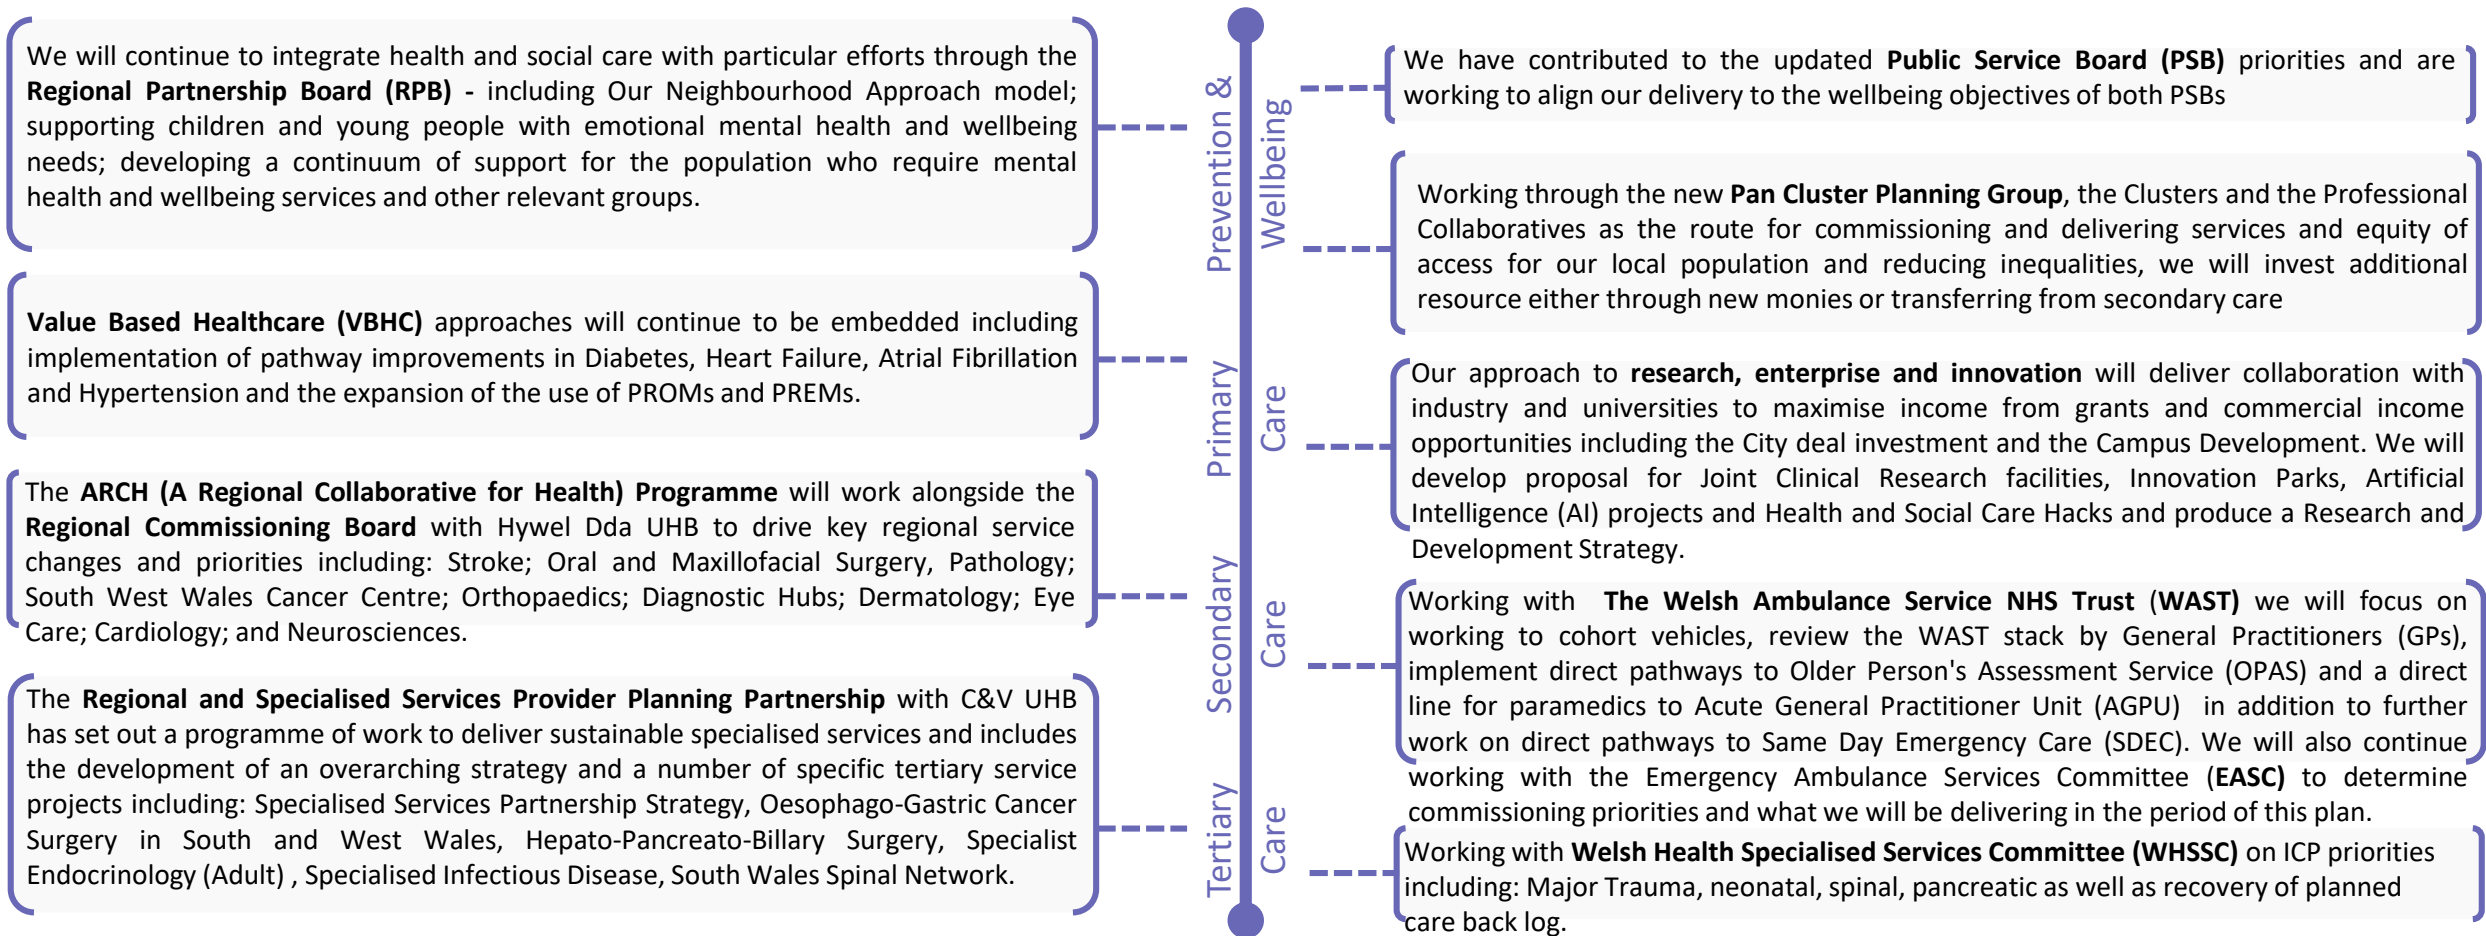 We will continue to integrate health and social care with particular efforts through the
Regional Partnership Board (RPB) - including Our Neighbourhood Approach model;
supporting children and young people with emotional mental health and wellbeing
needs; developing a continuum of support for the population who require mental
health and wellbeing services and other relevant groups.
Value Based Healthcare (VBHC) approaches will continue to be embedded including
implementation of pathway improvements in Diabetes, Heart Failure, Atrial Fibrillation
and Hypertension and the expansion of the use of PROMs and PREMs.
The ARCH (A Regional Collaborative for Health) Programme will work alongside the
Regional Commissioning Board with Hywel Dda UHB to drive key regional service
changes and priorities including: Stroke; Oral and Maxillofacial Surgery, Pathology;
South West Wales Cancer Centre; Orthopaedics; Diagnostic Hubs; Dermatology; Eye
Care; Cardiology; and Neurosciences.
The Regional and Specialised Services Provider Planning Partnership with C&V UHB
has set out a programme of work to deliver sustainable specialised services and includes
the development of an overarching strategy and a number of specific tertiary service
projects including: Specialised Services Partnership Strategy, Oesophago-Gastric Cancer
Surgery in South and West Wales, Hepato-Pancreato-Billary Surgery, Specialist
Endocrinology (Adult) , Specialised Infectious Disease, South Wales Spinal Network.
Prevention &
Wellbeing
Primary
Care
Secondary
Care
Tertiary
Care
We have contributed to the updated Public Service Board (PSB) priorities and are
working to align our delivery to the wellbeing objectives of both PSBs
Working through the new Pan Cluster Planning Group, the Clusters and the Professional
Collaboratives as the route for commissioning and delivering services and equity of
access for our local population and reducing inequalities, we will invest additional
resource either through new monies or transferring from secondary care
Our approach to research, enterprise and innovation will deliver collaboration with
industry and universities to maximise income from grants and commercial income
opportunities including the City deal investment and the Campus Development. We will
develop proposal for Joint Clinical Research facilities, Innovation Parks, Artificial
Intelligence (AI) projects and Health and Social Care Hacks and produce a Research and
Development Strategy.
Working with The Welsh Ambulance Service NHS Trust (WAST) we will focus on
working to cohort vehicles, review the WAST stack by General Practitioners (GPs),
implement direct pathways to Older Person's Assessment Service (OPAS) and a direct
line for paramedics to Acute General Practitioner Unit (AGPU) in addition to further
work on direct pathways to Same Day Emergency Care (SDEC). We will also continue
working with the Emergency Ambulance Services Committee (EASC) to determine
commissioning priorities and what we will be delivering in the period of this plan.
Working with Welsh Health Specialised Services Committee (WHSSC) on ICP priorities
including: Major Trauma, neonatal, spinal, pancreatic as well as recovery of planned
care back log.